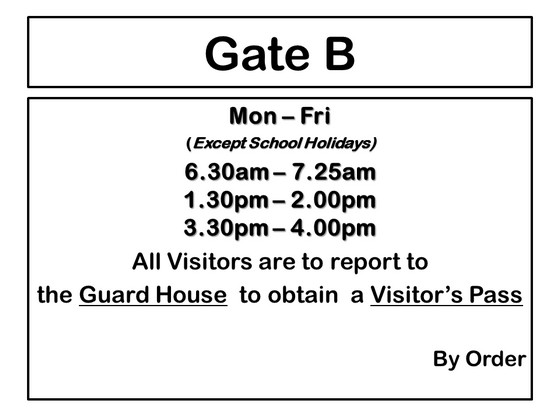 Gate B
Mon – Fri
(Except School Holidays)
6.30am – 7.25am
1.30pm – 2.00pm
3.30pm – 4.00pm
All Visitors are to report to
the Guard House to obtain a Visitor’s Pass
By Order